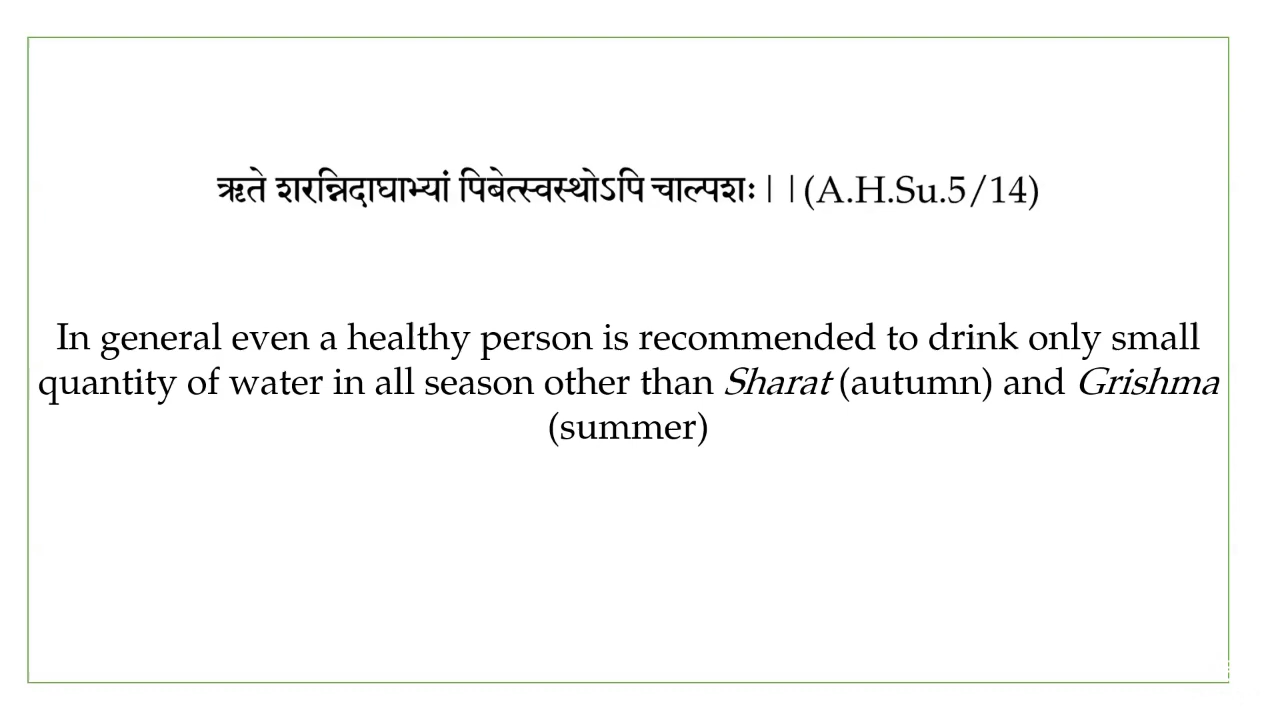 ऋते शरन्निदाघाभ्यां पिबेत्स्वस्थोऽपि चाल्पशः||(A.H.Su.5/14)
In general even a healthy person is recommended to drink only small
quantity of water in all season other than Sharat (autumn) and Grishma
(summer)